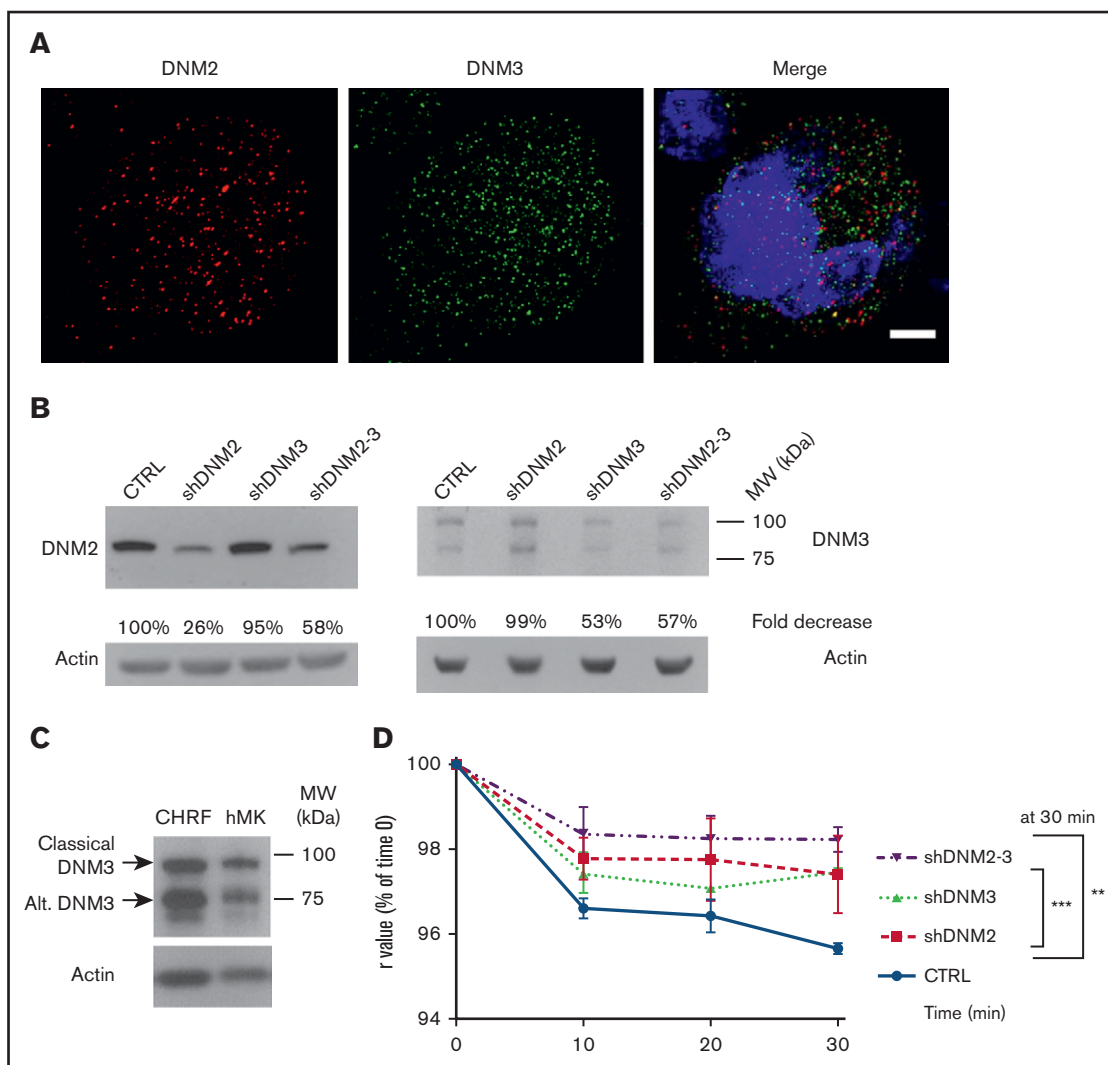 A
DNM2 DNM3 Merge
B
CTRL shDNM2 shDNM3 shDNM2-3 CTRL shDNM2 shDNM3 shDNM2-3 MW (kDa)
DNM2 100 DNM3
75
100% 26% 95% 58% 100% 99% 53% 57% Fold decrease
Actin Actin
C
CHRF hMK MW
(kDa)
Classical
DNM3 100
Alt. DNM3 75
Actin
D
r value (% of time 0)
100
98
96
94
0 10 20 30
at 30 min
shDNM2-3
shDNM3
shDNM2
CTRL
*** **
Time (min)